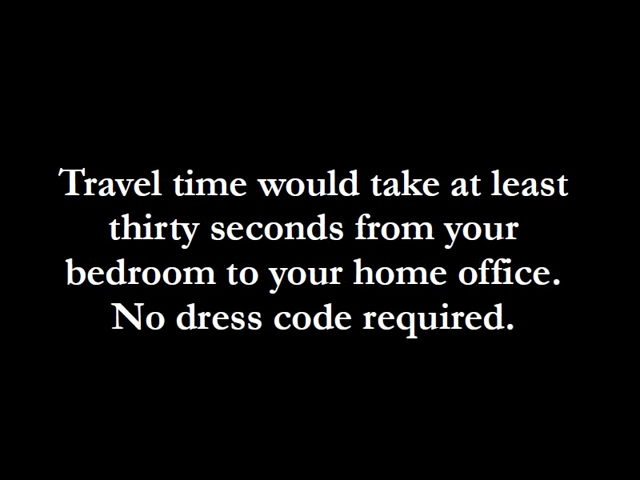 Travel time would take at least
thirty seconds from your
bedroom to your home office.
No dress code required.